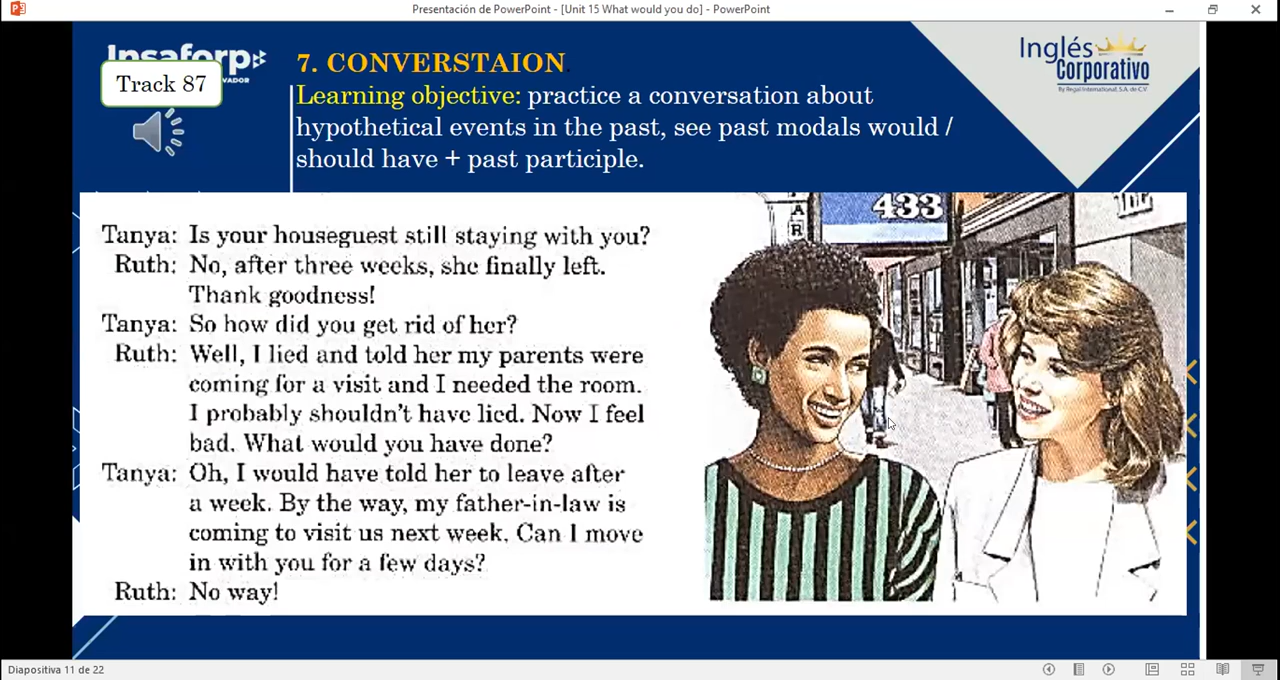 Presentación de PowerPoint - [Unit 15 What would you do] - PowerPoint
Insaforp
Track 87
7. CONVERSTAION.
Learning objective: practice a conversation about
hypothetical events in the past, see past modals would /
should have + past participle.
Inglés
Corporativo
By Regal International, S.A. de C.V.
Tanya: Is your houseguest still staying with you?
Ruth: No, after three weeks, she finally left.
Thank goodness!
Tanya: So how did you get rid of her?
Ruth: Well, I lied and told her my parents were
coming for a visit and I needed the room.
I probably shouldn't have lied. Now I feel
bad. What would you have done?
Tanya: Oh, I would have told her to leave after
a week. By the way, my father-in-law is
coming to visit us next week. Can I move
in with you for a few days?
Ruth: No way!
433
Diapositiva 11 de 22